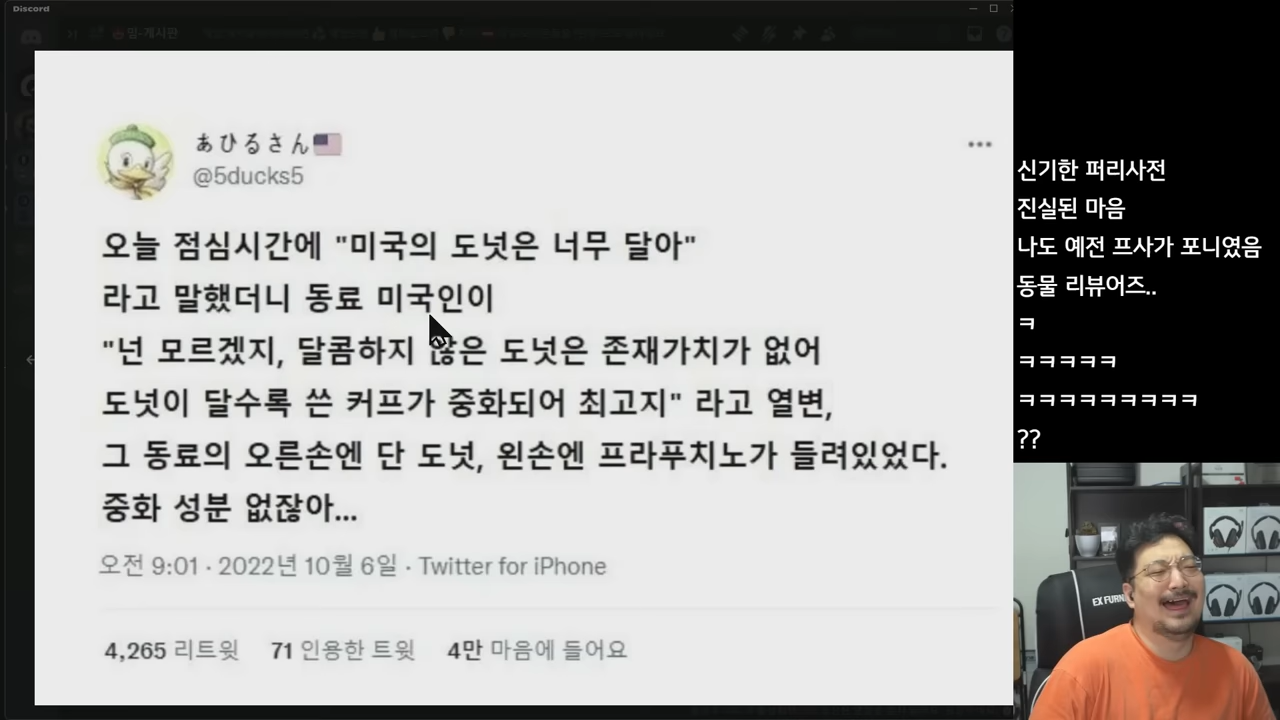 Discord
맘-게시판
あひるさん
@5ducks5
오늘 점심시간에 "미국의 도넛은 너무 달아"
라고 말했더니 동료 미국인이
"넌 모르겠지, 달콤하지 않은 도넛은 존재가치가 없어
도넛이 달수록 쓴 커프가 중화되어 최고지" 라고 열변,
그 동료의 오른손엔 단 도넛, 왼손엔 프라푸치노가 들려있었다.
중화 성분 없잖아...
오전 9:01 · 2022년 10월 6일 · Twitter for iPhone
4,265 리트윗 71 인용한 트윗 4만 마음에 들어요
신기한 퍼리사전
진실된 마음
나도 예전 프사가 포니였음
동물 리뷰어즈..
ㅋ
ㅋㅋㅋㅋㅋ
ㅋㅋㅋㅋㅋㅋㅋㅋㅋ
??
EX FURN